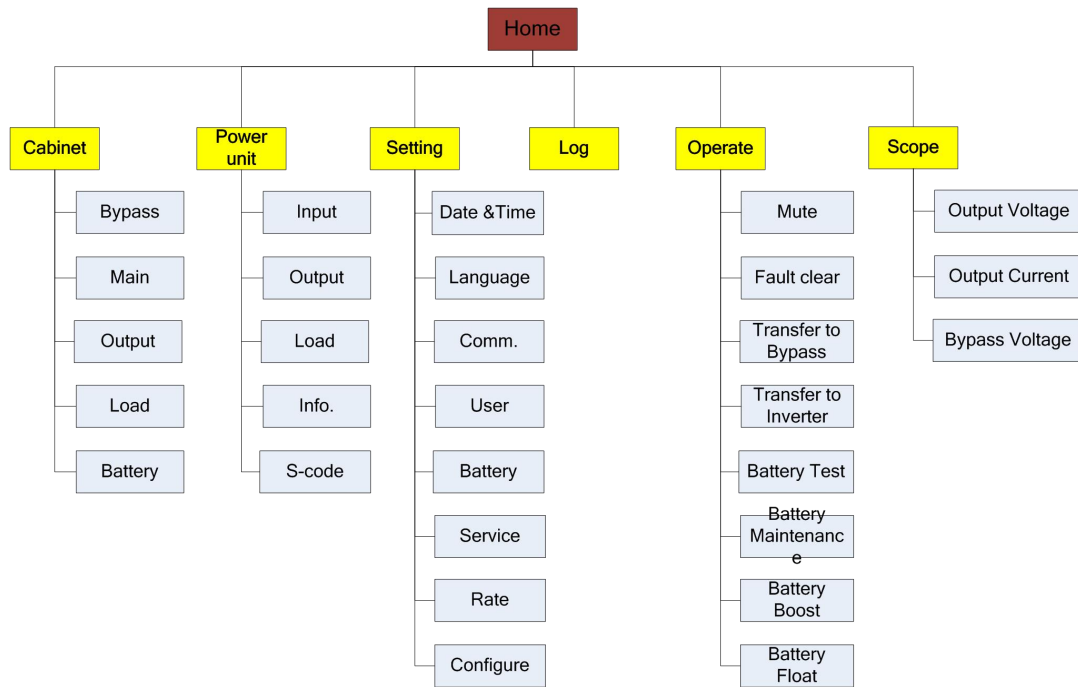 Home
Cabinet
Power
unit
Setting
Log
Operate
Scope
Bypass
Main
Output
Load
Battery
Input
Output
Load
Info.
S-code
Date &Time
Language
Comm.
User
Battery
Service
Rate
Configure
Mute
Fault clear
Transfer to
Bypass
Transfer to
Inverter
Battery Test
Battery
Maintenanc
e
Battery
Boost
Battery
Float
Output Voltage
Output Current
Bypass Voltage